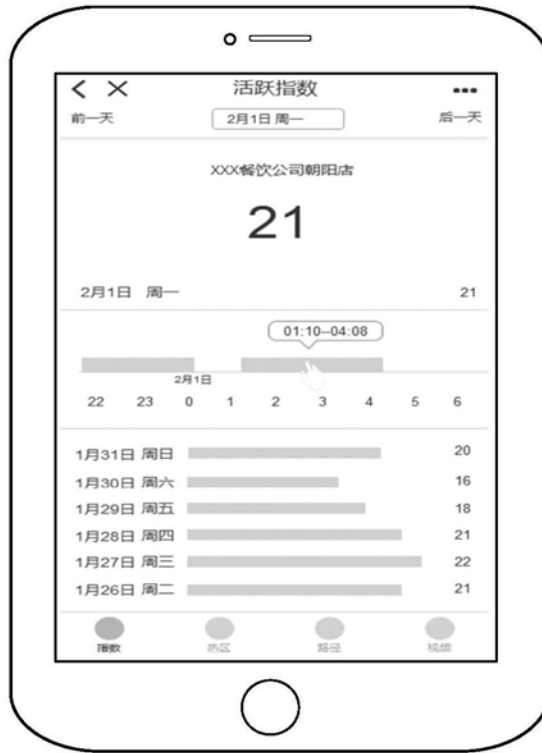 活跃指数
前一天 2月1日 周一 后一天
XXX餐饮公司朝阳店
21
2月1日 周一 21
01:10--04:08
2月1日
22 23 0 1 2 3 4 5 6
1月31日 周日 20
1月30日 周六 16
1月29日 周五 18
1月28日 周四 21
1月27日 周三 22
1月26日 周二 21
指数 热区 路径 视频